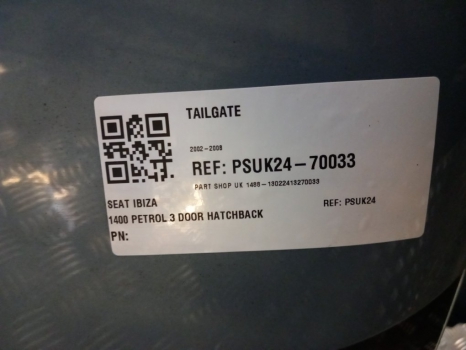 TAILGATE
2002-2008
REF: PSUK24-70033
PART SHOP UK 1488-13022413270033
SEAT IBIZA
REF: PSUK24
1400 PETROL 3 DOOR HATCHBACK
PN: